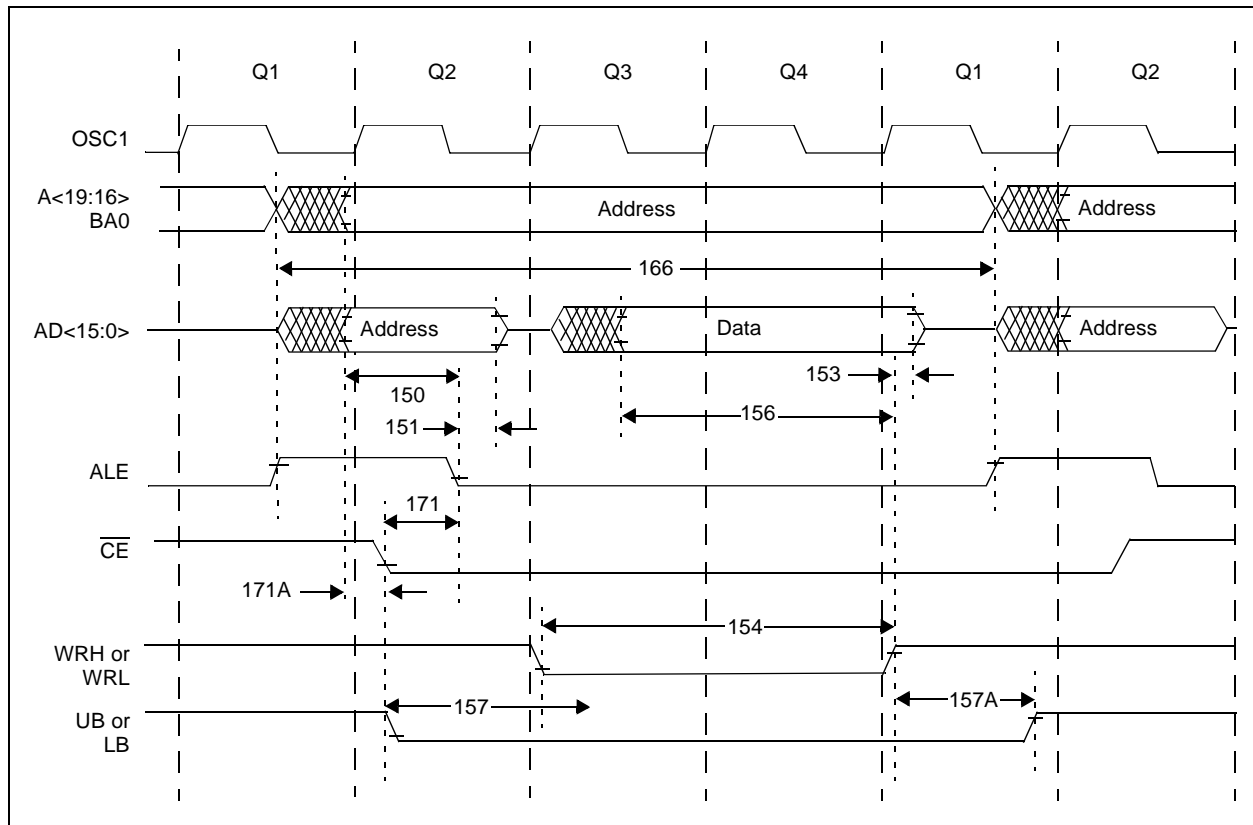 Q1 Q2 Q3 Q4 Q1 Q2
OSC1
A<19:16>
BA0
Address
Address
166
AD<15:0>
Address
Data
Address
153
150
156
151
ALE
171
CE
171A
154
WRH or
WRL
157
157A
UB or
LB